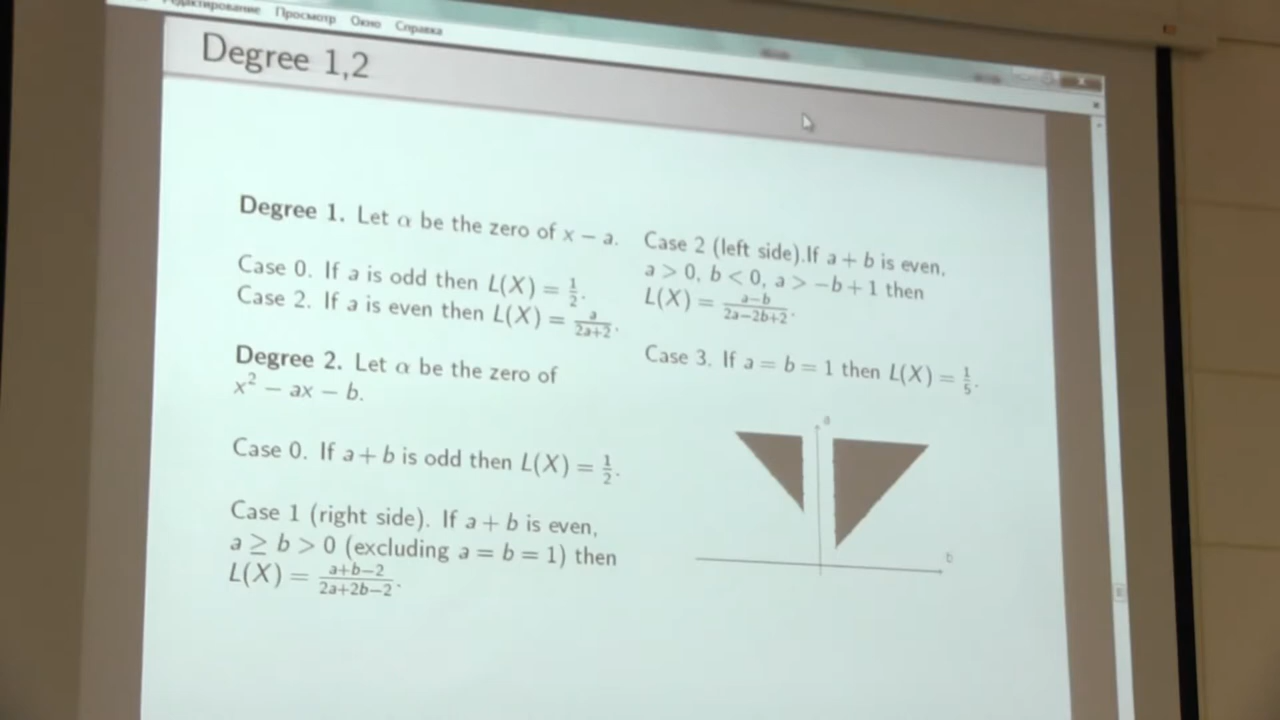 Редактирование Просмотр Окно Справка
Degree 1,2
Degree 1. Let α be the zero of x − a.
Case 0. If a is odd then L(X) = 1/2.
Case 2. If a is even then L(X) = a/(2a+2).
Degree 2. Let α be the zero of
x² − ax − b.
Case 0. If a + b is odd then L(X) = 1/2.
Case 1 (right side). If a + b is even,
a ≥ b > 0 (excluding a = b = 1) then
L(X) = (a+b−2)/(2a+2b−2).
Case 2 (left side).If a + b is even,
a > 0, b < 0, a > −b + 1 then
L(X) = (a−b)/(2a−2b+2).
Case 3. If a = b = 1 then L(X) = 1/5.
a
b